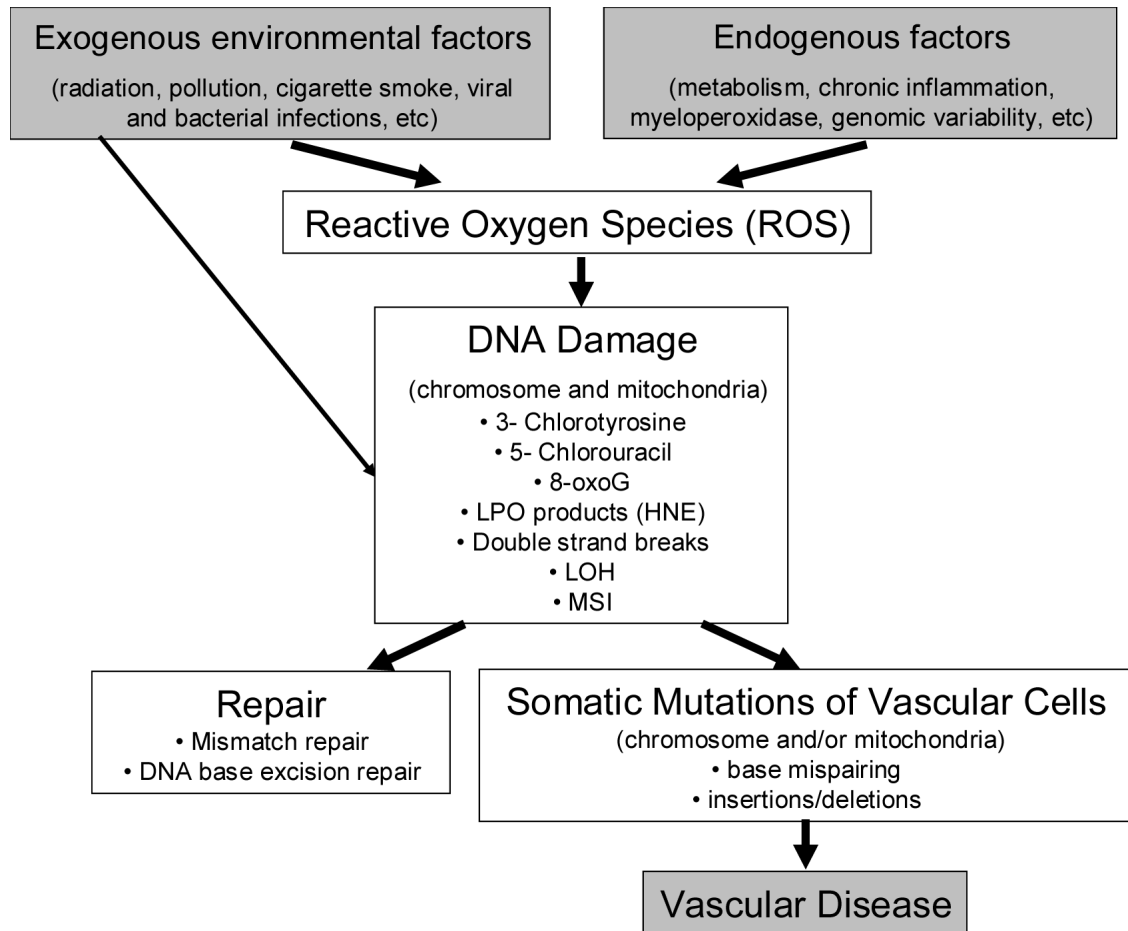 Exogenous environmental factors
(radiation, pollution, cigarette smoke, viral
and bacterial infections, etc)
Endogenous factors
(metabolism, chronic inflammation,
myeloperoxidase, genomic variability, etc)
Reactive Oxygen Species (ROS)
DNA Damage
(chromosome and mitochondria)
• 3- Chlorotyrosine
• 5- Chlorouracil
• 8-oxoG
• LPO products (HNE)
• Double strand breaks
• LOH
• MSI
Repair
• Mismatch repair
• DNA base excision repair
Somatic Mutations of Vascular Cells
(chromosome and/or mitochondria)
• base mispairing
• insertions/deletions
Vascular Disease